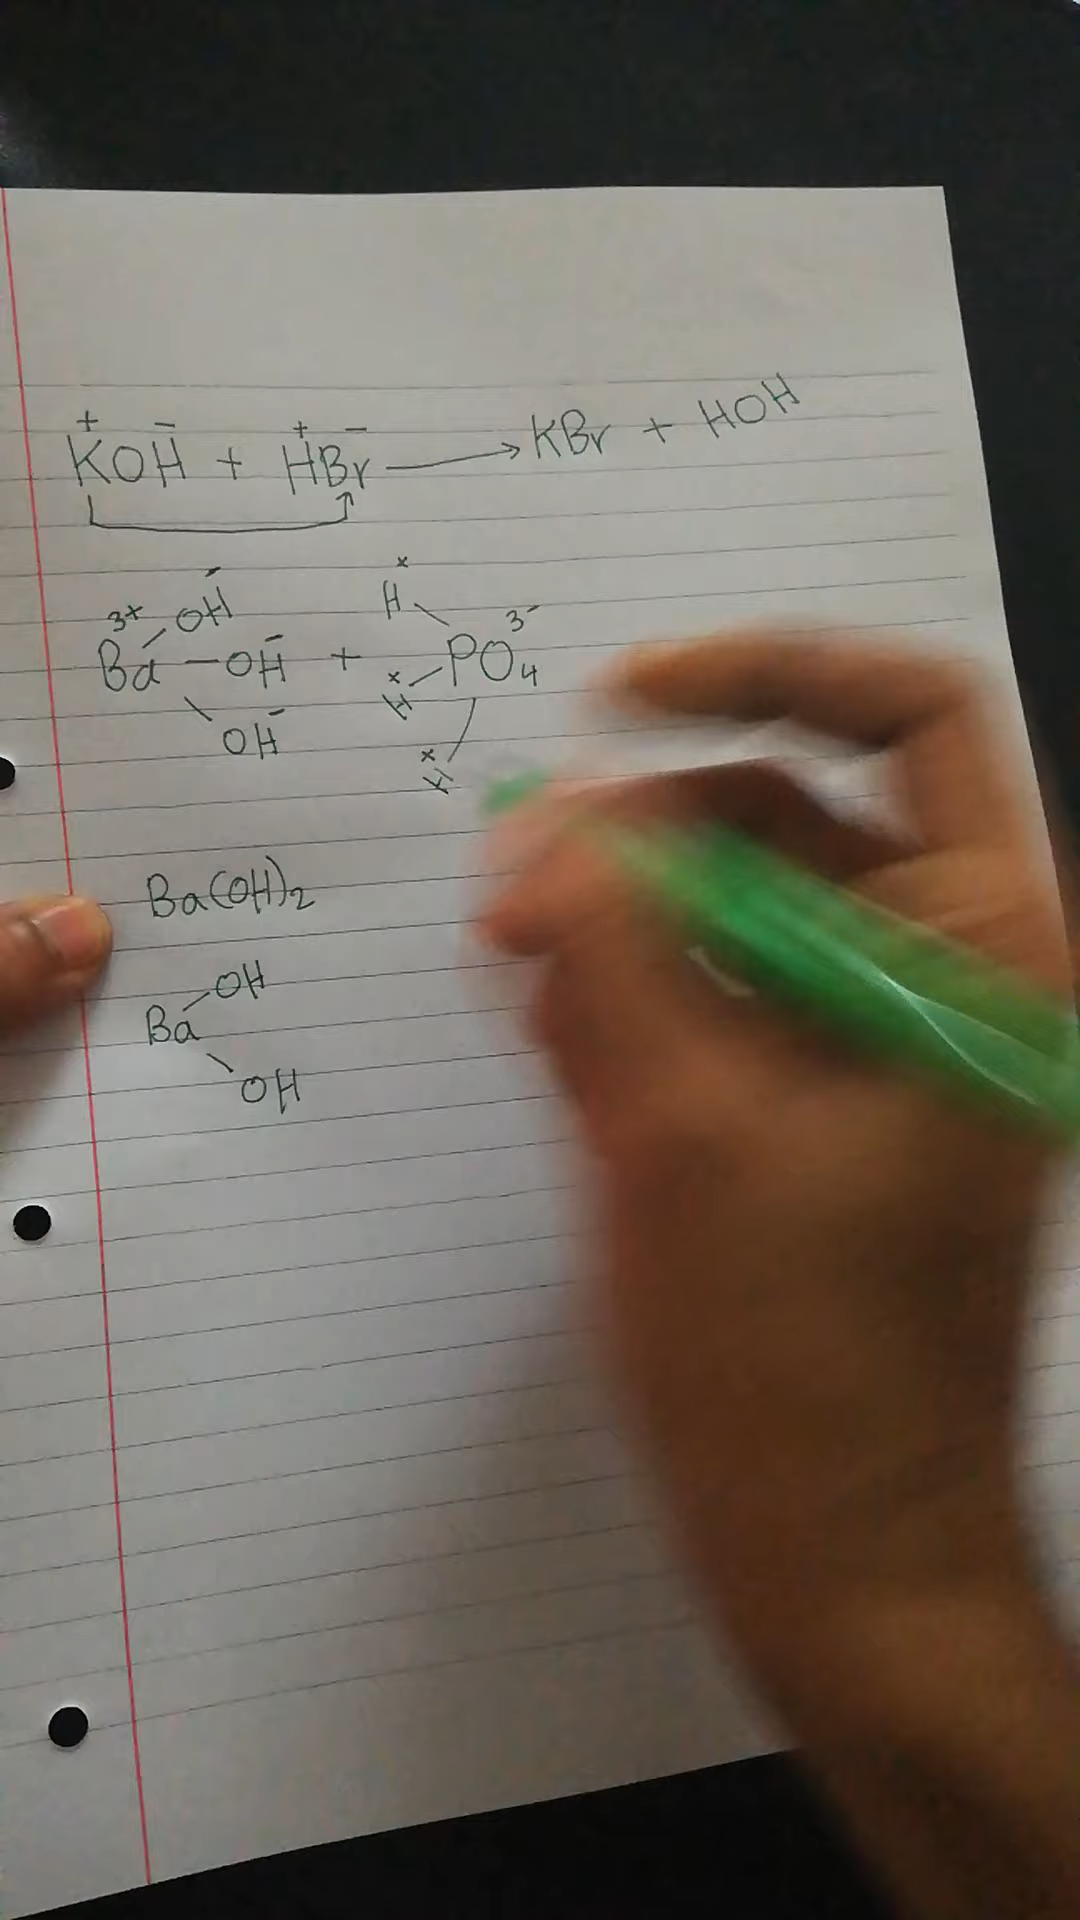 + - + -
KOH + HBr → KBr + HOH
3+ OH- H+
Ba - OH- + H+ PO4 3-
OH- H+
Ba(OH)2
OH
Ba
OH